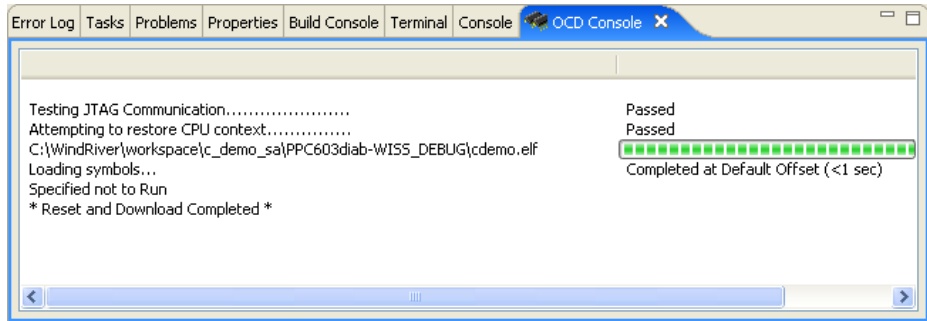 Error Log Tasks Problems Properties Build Console Terminal Console OCD Console
Testing JTAG Communication...................... Passed
Attempting to restore CPU context............... Passed
C:\WindRiver\workspace\c_demo_sa\PPC603diab-WISS_DEBUG\cdemo.elf
Loading symbols... Completed at Default Offset (<1 sec)
Specified not to Run
* Reset and Download Completed *